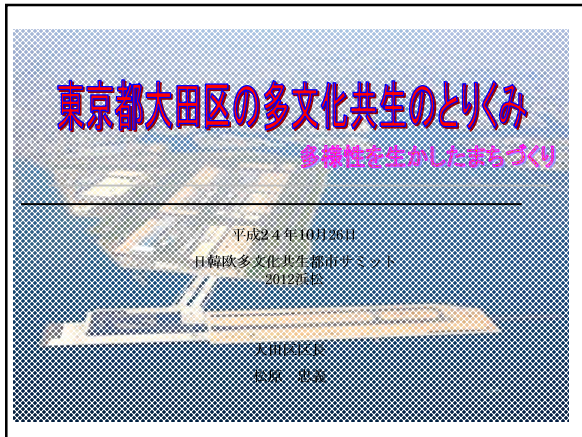 東京都大田区の多文化共生のとりくみ
多様性を生かしたまちづくり
平成２４年10月26日
日韓欧多文化共生都市サミット
2012浜松
大田区区長
松原　忠義